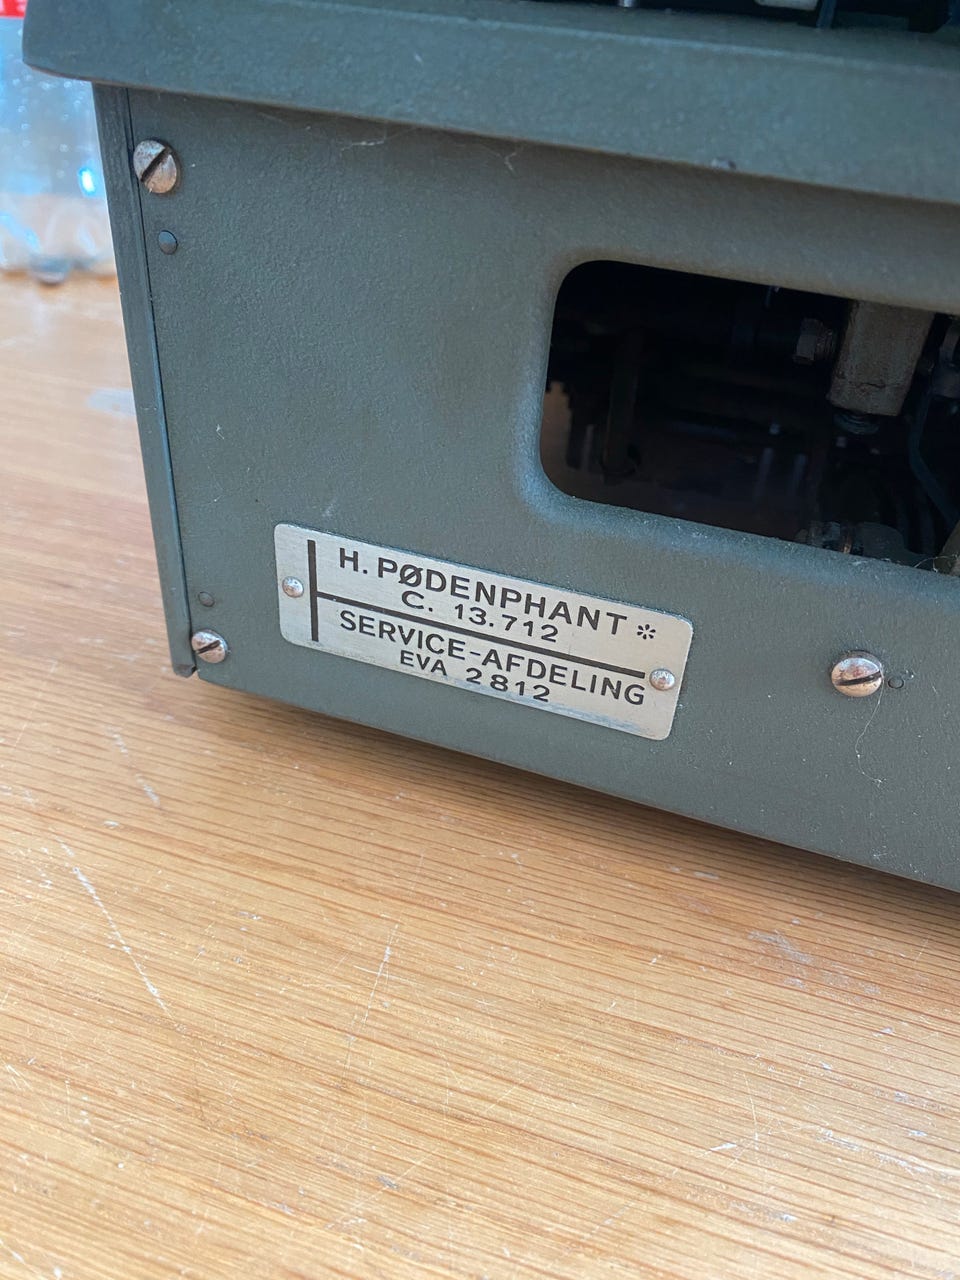 H. PØDENPHANT *
C. 13.712
SERVICE-AFDELING
EVA 2812